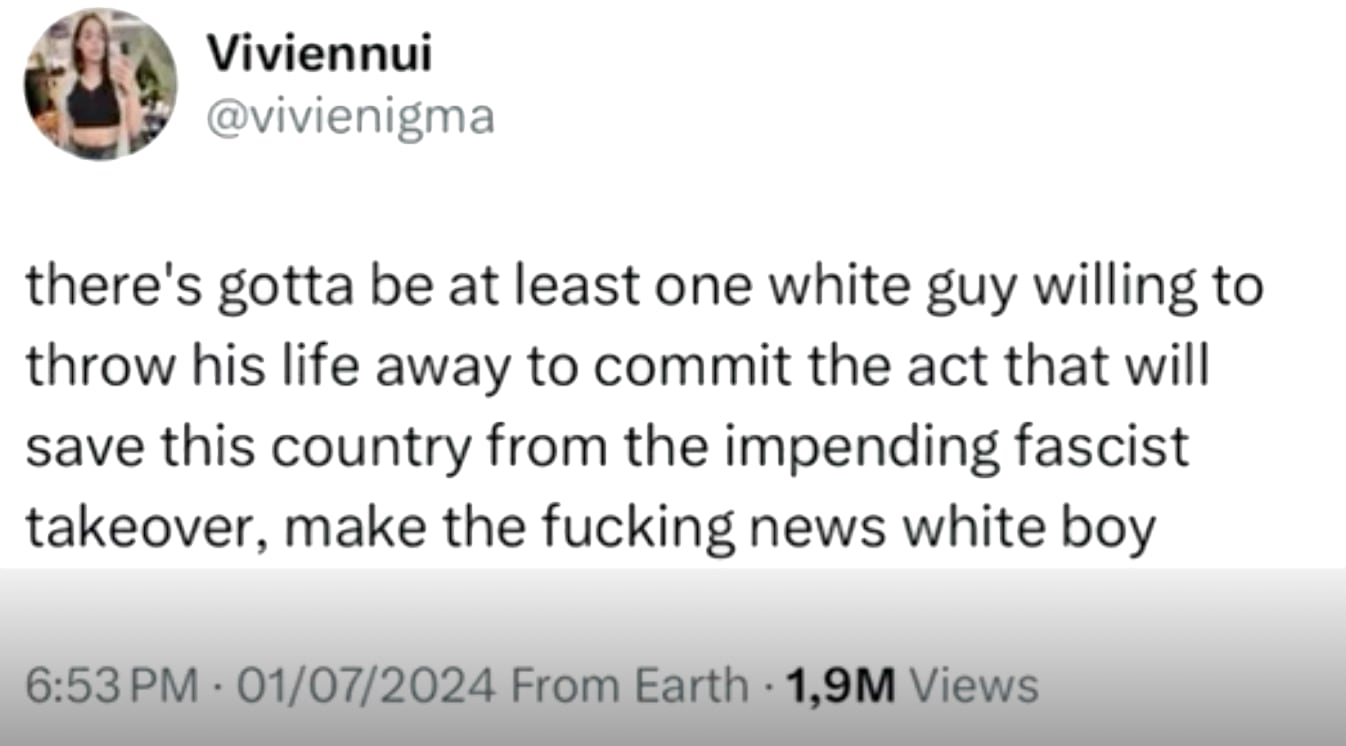 Viviennui
@vivienigma
there's gotta be at least one white guy willing to
throw his life away to commit the act that will
save this country from the impending fascist
takeover, make the fucking news white boy
6:53 PM · 01/07/2024 From Earth · 1,9M Views